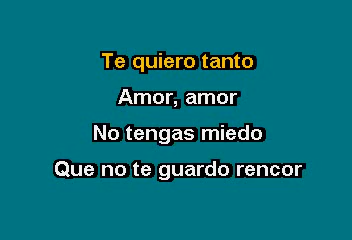 Te quiero tanto
Amor, amor
No tengas miedo
Que no te guardo rencor